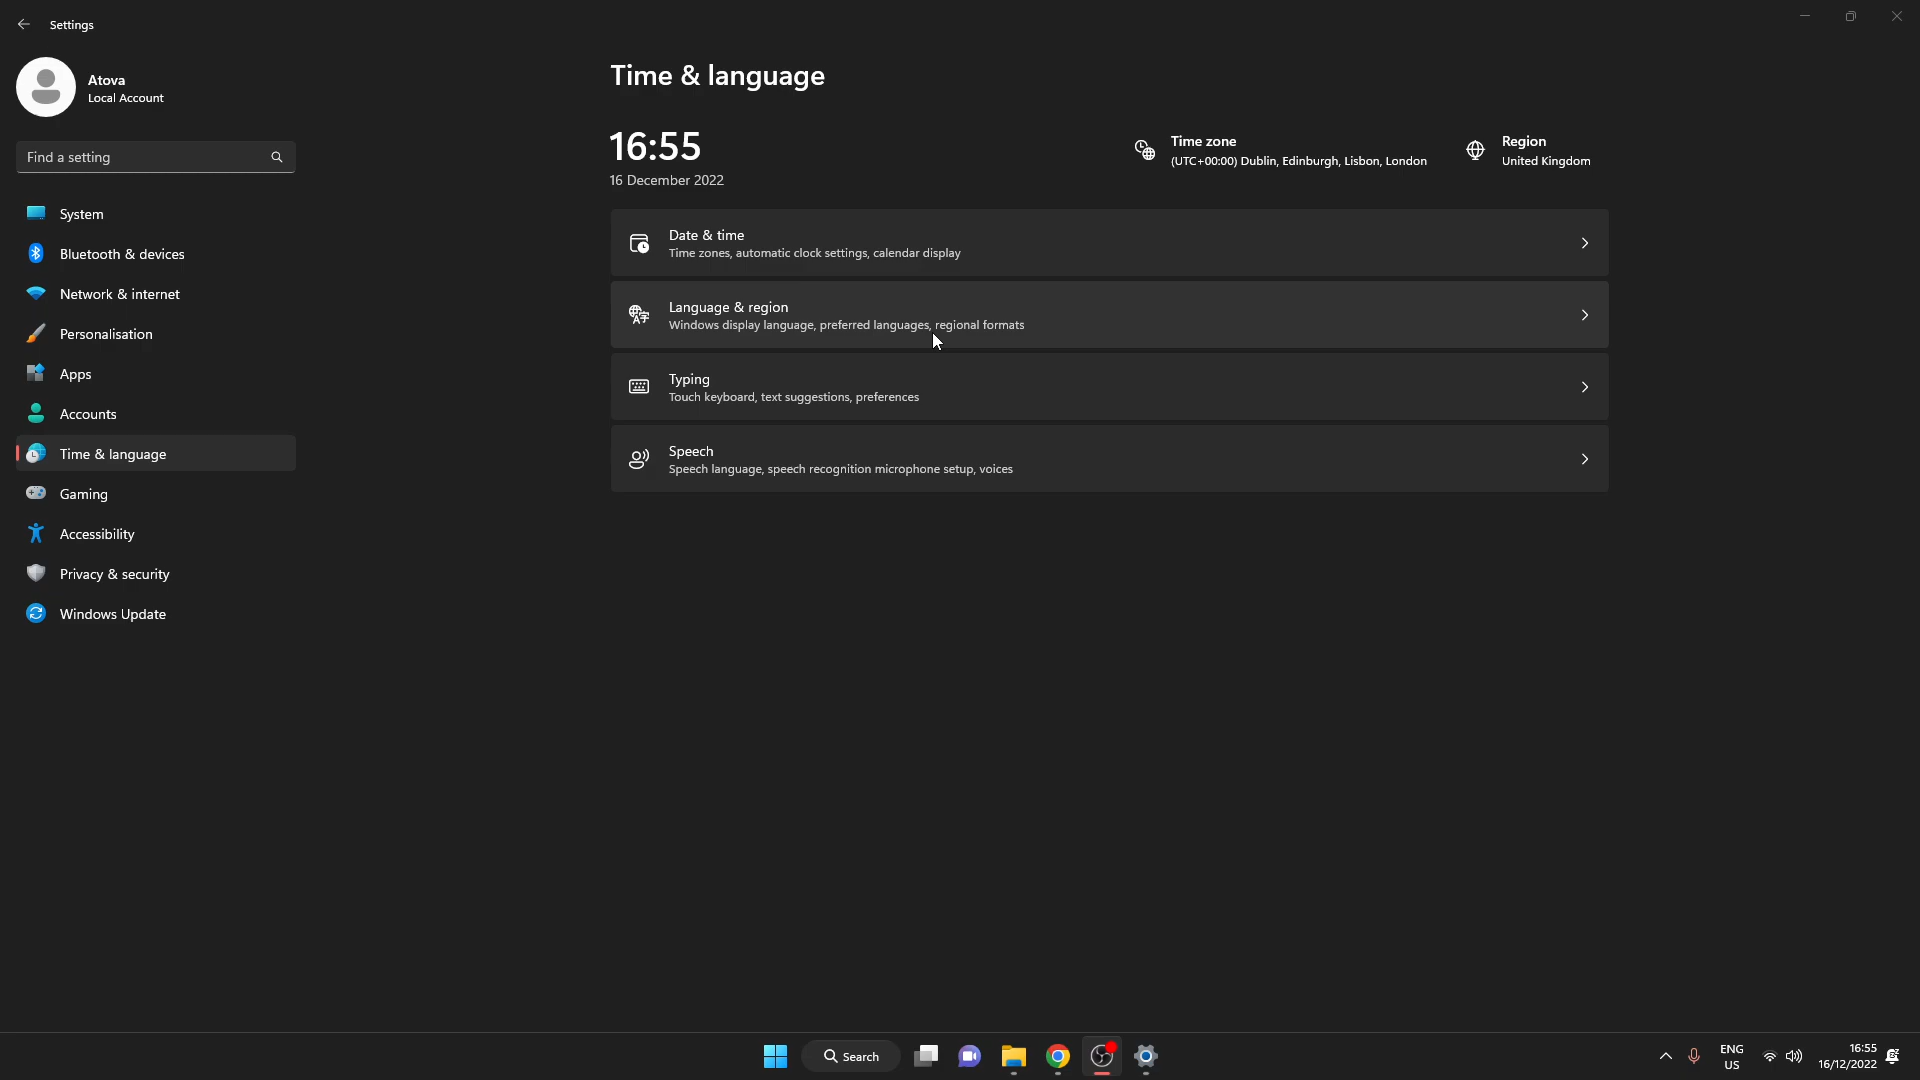 Settings
Atova
Local Account
Find a setting
System
Bluetooth & devices
Network & internet
Personalisation
Apps
Accounts
Time & language
Gaming
Accessibility
Privacy & security
Windows Update
Time & language
16:55
16 December 2022
Time zone
(UTC+00:00) Dublin, Edinburgh, Lisbon, London
Region
United Kingdom
Date & time
Time zones, automatic clock settings, calendar display
Language & region
Windows display language, preferred languages, regional formats
Typing
Touch keyboard, text suggestions, preferences
Speech
Speech language, speech recognition microphone setup, voices
Search
ENG
US
16:55
16/12/2022